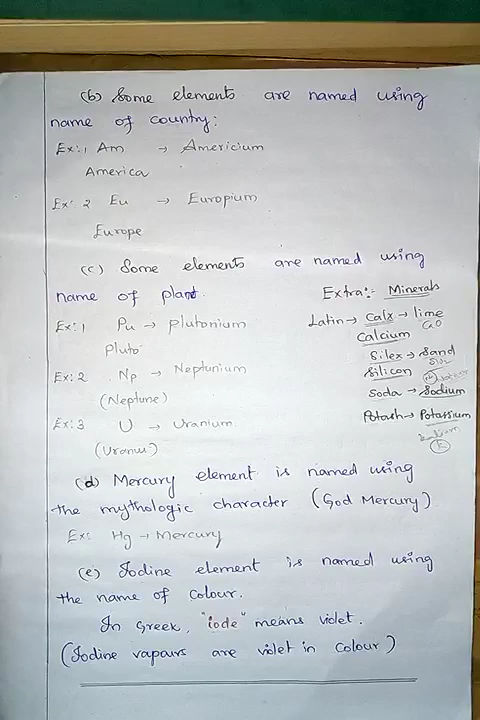 (b) Some elements are named using
name of country:
Ex: 1 Am → Americium
America
Ex: 2 Eu → Europium
Europe
(c) Some elements are named using
name of plant.
Ex: 1 Pu → plutonium
Pluto
Ex: 2 Np → Neptunium
(Neptune)
Ex: 3 U → Uranium.
(Uranus)
Extra:- Minerals
Latin → Calx → lime
CaO
Calcium
Silex → Sand
Silicon
Soda → Sodium
Potash → Potassium
(K)
(d) Mercury element is named using
the mythologic character (God Mercury)
Ex: Hg → Mercury
(e) Iodine element is named using
the name of colour.
In Greek, "iode" means violet.
(Iodine vapours are violet in colour)